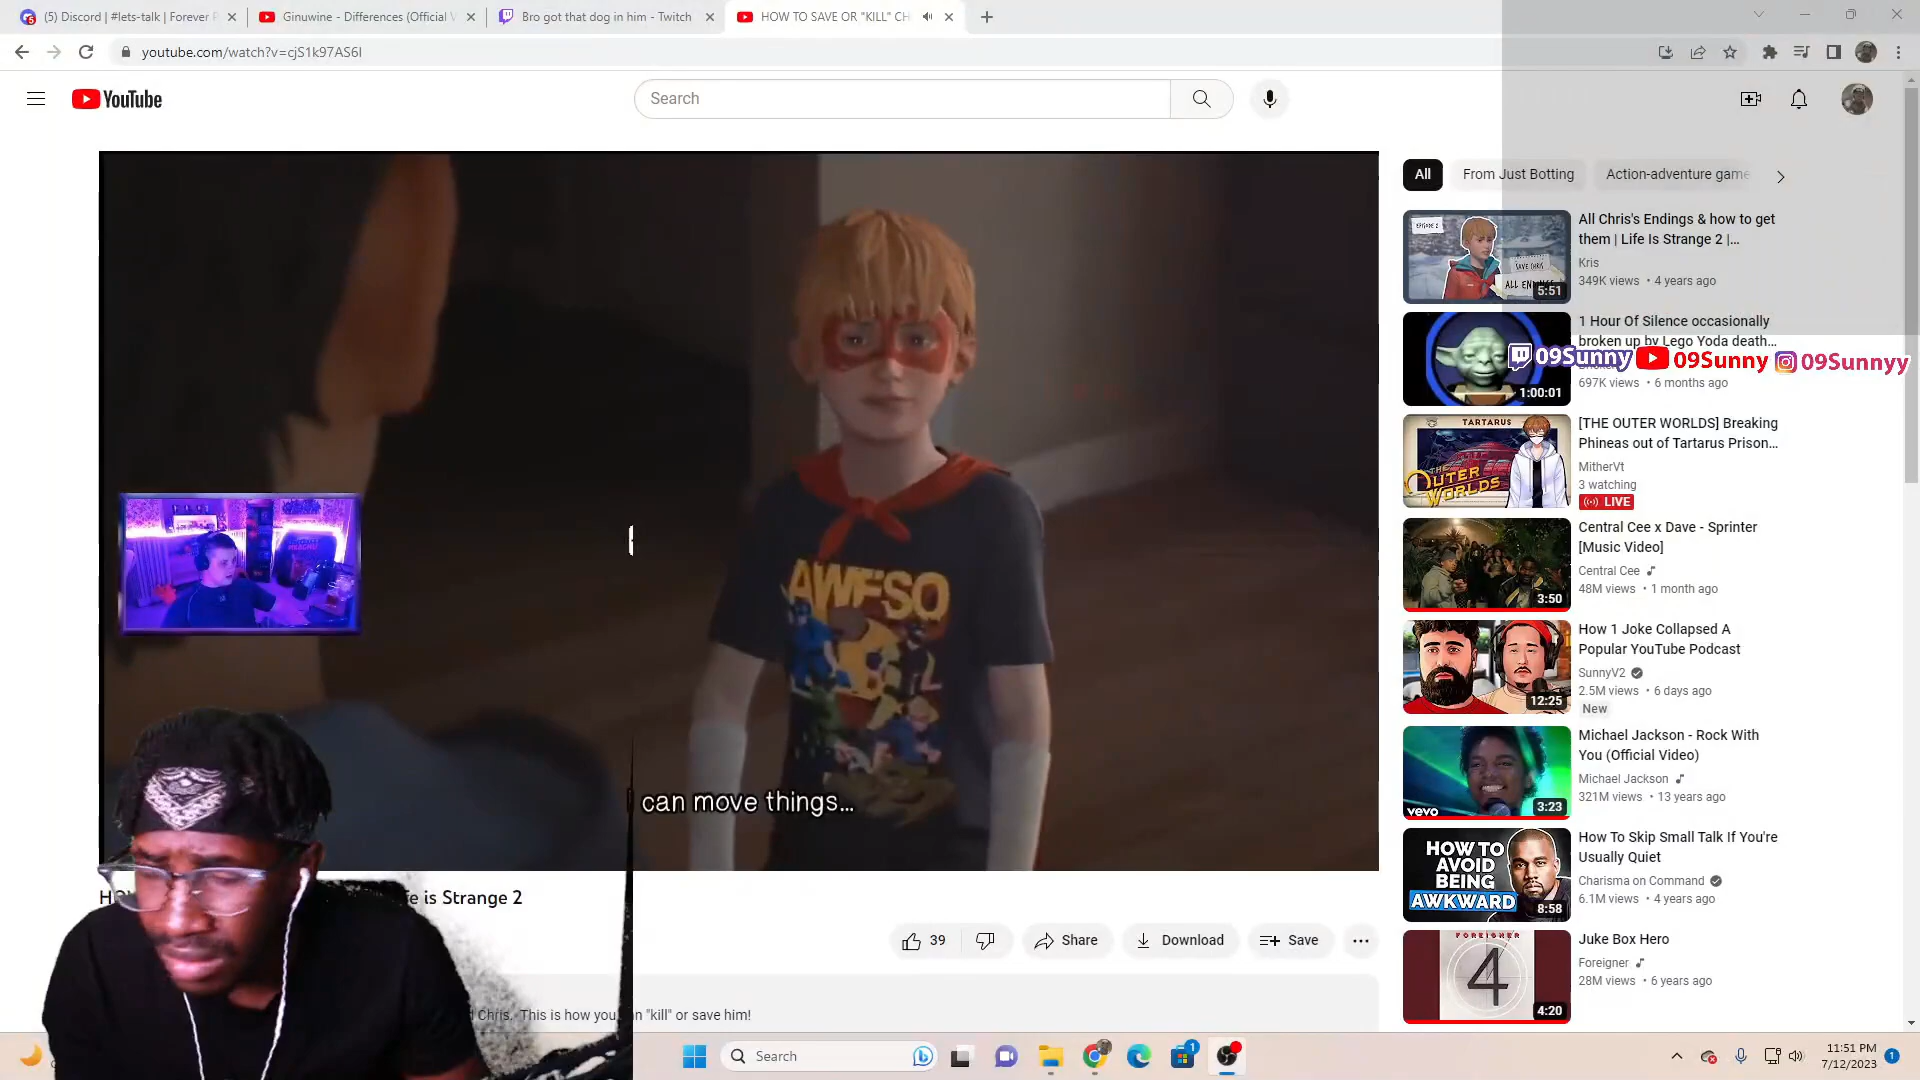 (5) Discord | #lets-talk | Forever
Ginuwine - Differences (Official V
Bro got that dog in him - Twitch
HOW TO SAVE OR "KILL" CH
youtube.com/watch?v=cjS1k97AS6I
YouTube
Search
All
From Just Botting
Action-adventure game
EPISODE 2
SAVE CHRIS
5:51
All Chris's Endings & how to get
them | Life Is Strange 2 |...
Kris
349K views • 4 years ago
1:00:01
1 Hour Of Silence occasionally
broken up by Lego Yoda death...
697K views • 6 months ago
09Sunny
09Sunny
09Sunnyy
TARTARUS
THE OUTER WORLDS
[THE OUTER WORLDS] Breaking
Phineas out of Tartarus Prison...
MitherVt
3 watching
LIVE
3:50
Central Cee x Dave - Sprinter
[Music Video]
Central Cee
48M views • 1 month ago
12:25
How 1 Joke Collapsed A
Popular YouTube Podcast
SunnyV2
2.5M views • 6 days ago
New
vevo
3:23
Michael Jackson - Rock With
You (Official Video)
Michael Jackson
321M views • 13 years ago
HOW TO
AVOID
BEING
AWKWARD
8:58
How To Skip Small Talk If You're
Usually Quiet
Charisma on Command
6.1M views • 4 years ago
FOREIGNER
4
4:20
Juke Box Hero
Foreigner
28M views • 6 years ago
AWESO
can move things...
is Strange 2
39
Share
Download
Save
Chris. This is how you can "kill" or save him!
Search
1
11:51 PM
7/12/2023
1